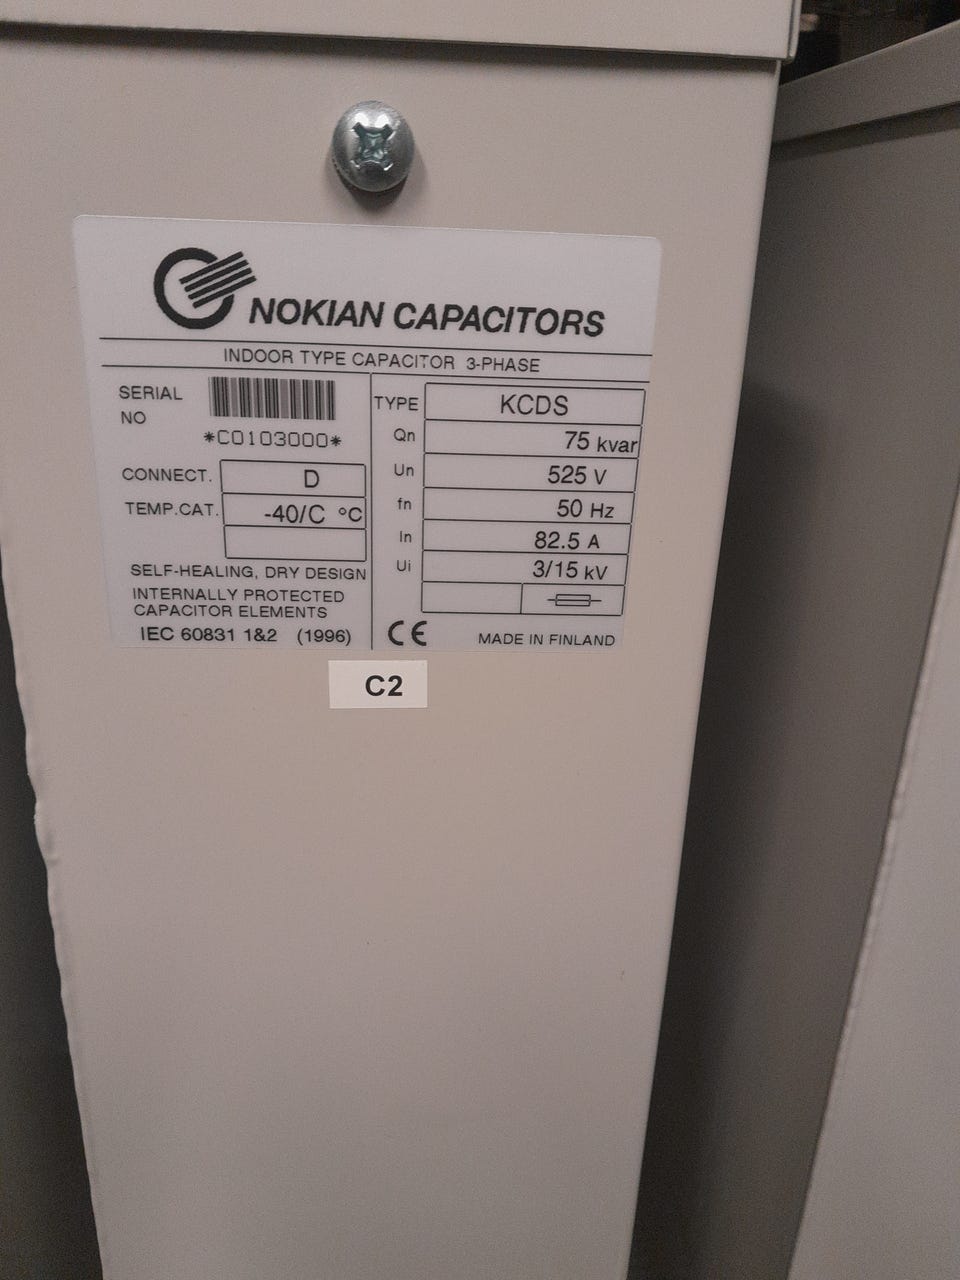 NOKIAN CAPACITORS
INDOOR TYPE CAPACITOR 3-PHASE
SERIAL
NO
*C0103000*
CONNECT. D
TEMP.CAT. -40/C °C
SELF-HEALING, DRY DESIGN
INTERNALLY PROTECTED
CAPACITOR ELEMENTS
IEC 60831 1&2 (1996)
TYPE KCDS
Qn 75 kvar
Un 525 V
fn 50 Hz
In 82.5 A
Ui 3/15 kV
CE MADE IN FINLAND
C2